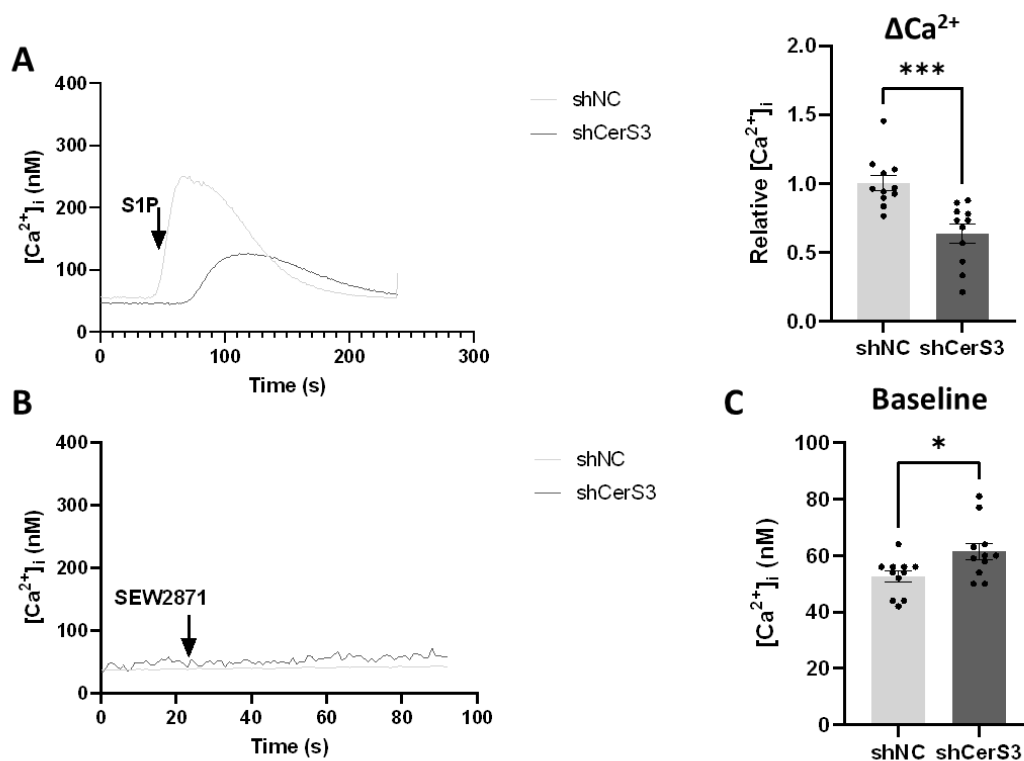 A
400
300
200
100
0
[Ca²⁺]ᵢ (nM)
S1P
0 100 200 300
Time (s)
shNC
shCerS3
ΔCa²⁺
***
2.0
1.5
1.0
0.5
0.0
Relative [Ca²⁺]ᵢ
shNC shCerS3
B
400
300
200
100
0
[Ca²⁺]ᵢ (nM)
SEW2871
0 20 40 60 80 100
Time (s)
shNC
shCerS3
C
Baseline
*
100
80
60
40
20
0
[Ca²⁺]ᵢ (nM)
shNC shCerS3